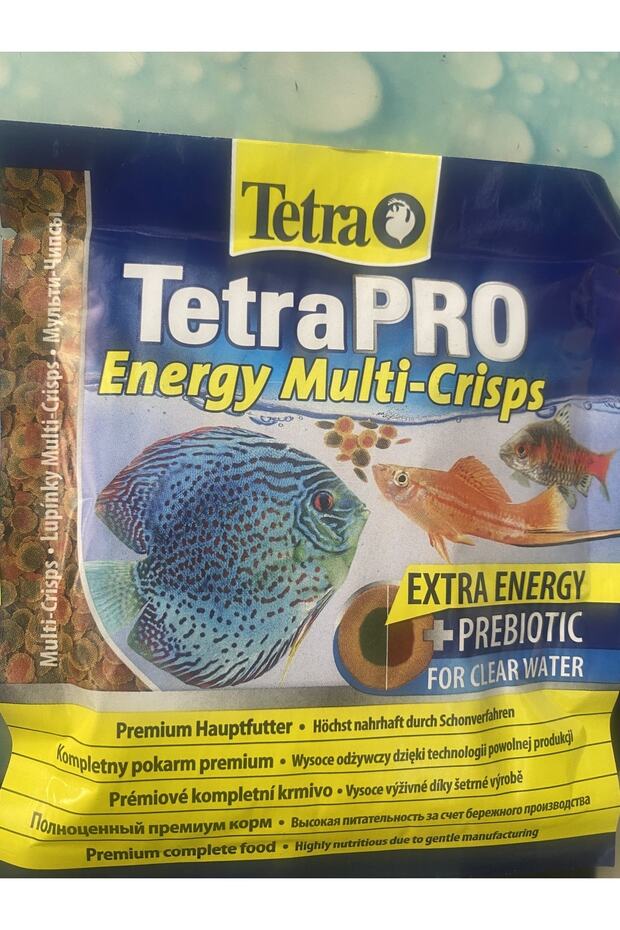 Tetra
TetraPRO
Energy Multi-Crisps
Multi-Crisps • Lupinky Multi-Crisps • Мульти-Чипсы
EXTRA ENERGY
+ PREBIOTIC
FOR CLEAR WATER
Premium Hauptfutter • Höchst nahrhaft durch Schonverfahren
Kompletny pokarm premium • Wysoce odżywczy dzięki technologii powolnej produkcji
Prémiové kompletní krmivo • Vysoce výživné díky šetrné výrobě
Полноценный премиум корм • Высокая питательность за счет бережного производства
Premium complete food • Highly nutritious due to gentle manufacturing